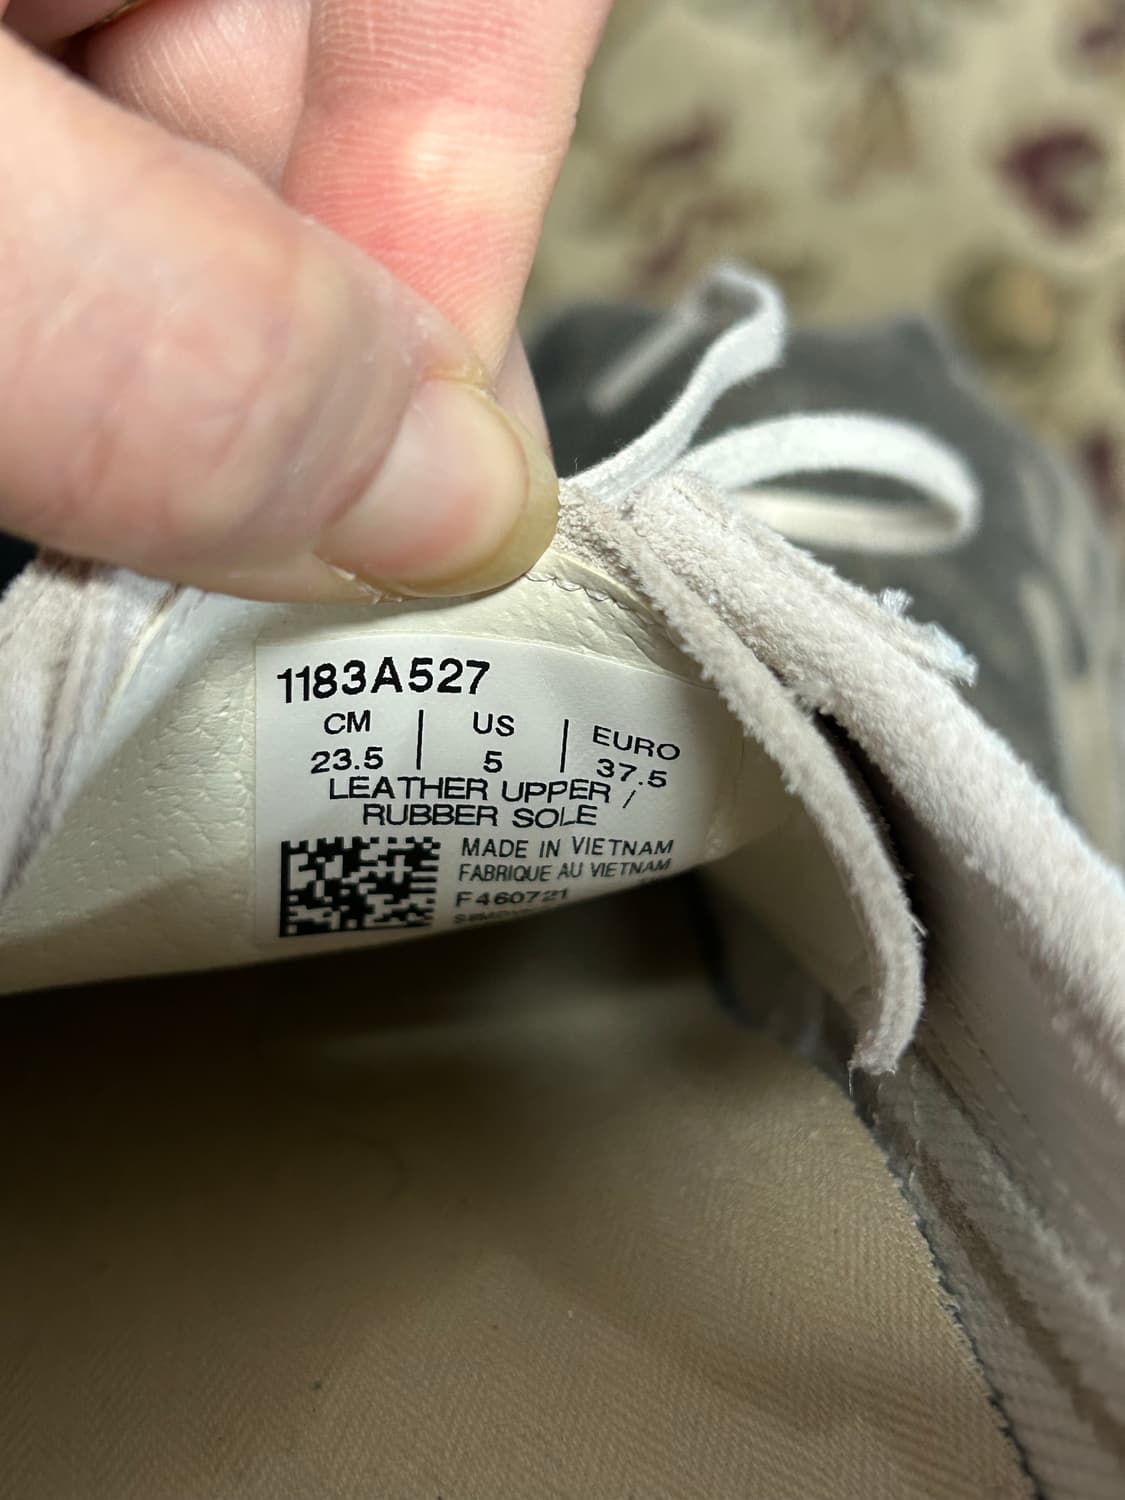 1183A527
CM | US | EURO
23.5 | 5 | 37.5
LEATHER UPPER /
RUBBER SOLE
MADE IN VIETNAM
FABRIQUE AU VIETNAM
F460721